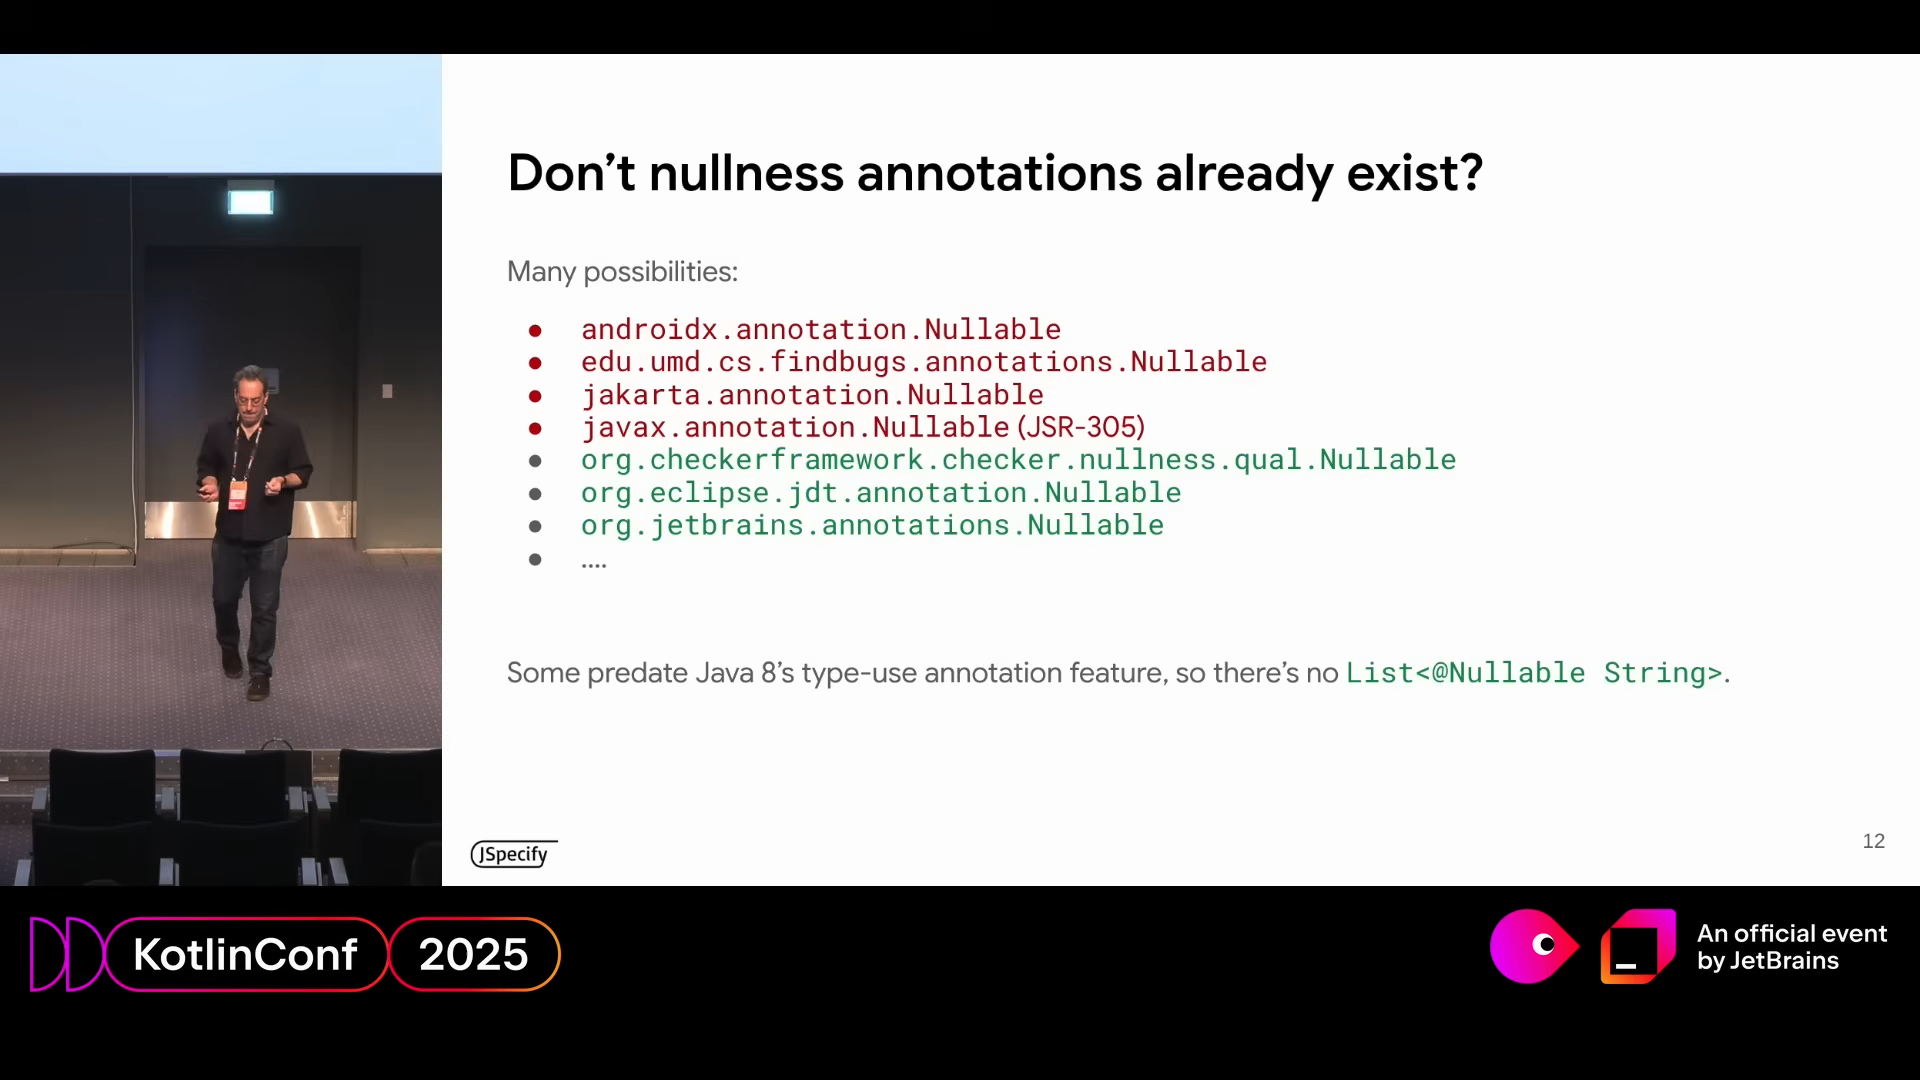 Don’t nullness annotations already exist?
Many possibilities:
● androidx.annotation.Nullable
● edu.umd.cs.findbugs.annotations.Nullable
● jakarta.annotation.Nullable
● javax.annotation.Nullable (JSR-305)
● org.checkerframework.checker.nullness.qual.Nullable
● org.eclipse.jdt.annotation.Nullable
● org.jetbrains.annotations.Nullable
● ....
Some predate Java 8’s type-use annotation feature, so there’s no List<@Nullable String>.
JSpecify
12
KotlinConf 2025
An official event
by JetBrains